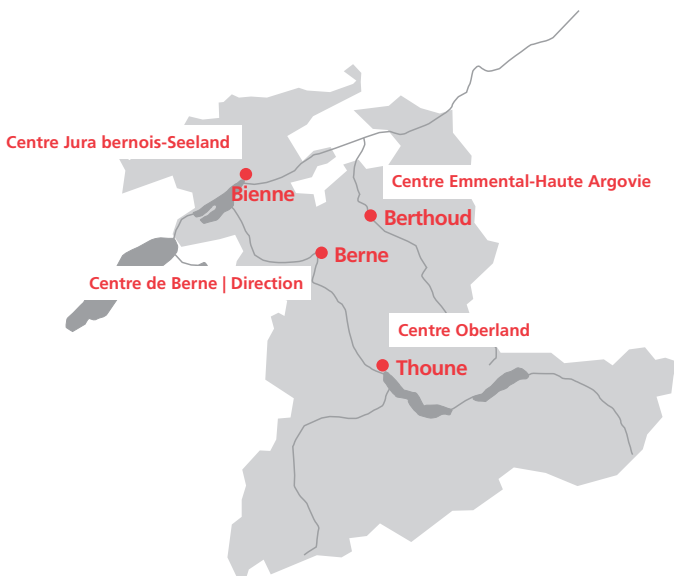 Centre Jura bernois-Seeland
Bienne
Centre Emmental-Haute Argovie
Berthoud
Berne
Centre de Berne | Direction
Centre Oberland
Thoune